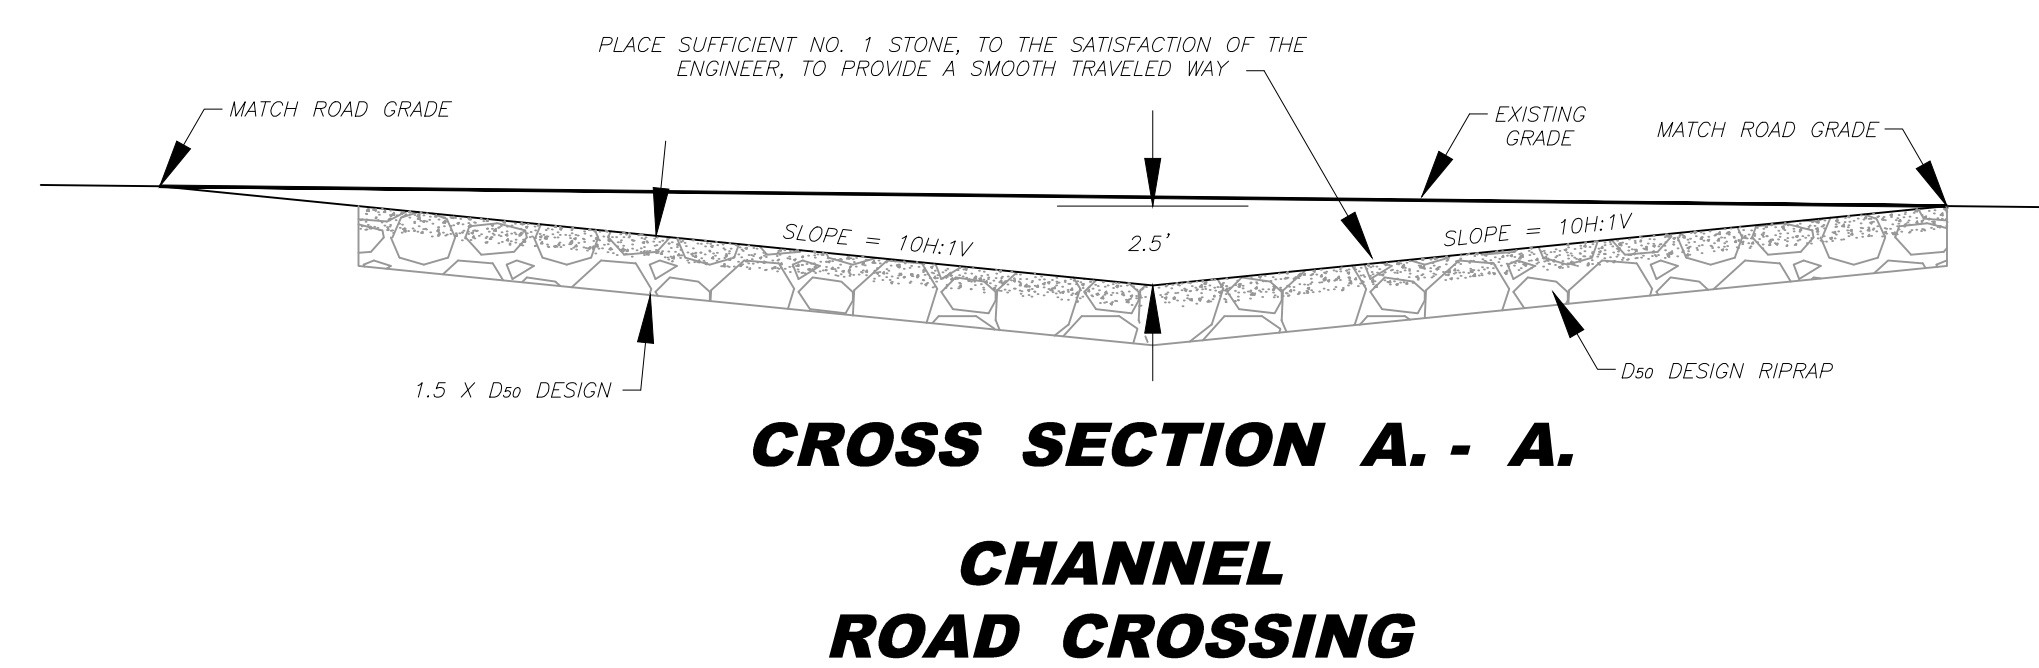 PLACE SUFFICIENT NO. 1 STONE, TO THE SATISFACTION OF THE
ENGINEER, TO PROVIDE A SMOOTH TRAVELED WAY
MATCH ROAD GRADE
EXISTING
GRADE
MATCH ROAD GRADE
SLOPE = 10H:1V
2.5'
SLOPE = 10H:1V
1.5 X D50 DESIGN
D50 DESIGN RIPRAP
CROSS SECTION A. - A.
CHANNEL
ROAD CROSSING